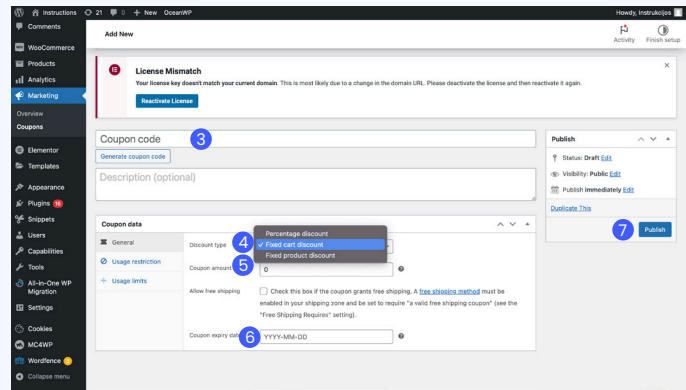 Instructions
21
0
New
OceanWP
Howdy, Instrukcijos
Comments
WooCommerce
Products
Analytics
Marketing
Overview
Coupons
Elementor
Templates
Appearance
Plugins 16
Snippets
Users
Capabilities
Tools
All-in-One WP
Migration
Settings
Cookies
MC4WP
Wordfence
Collapse menu
Add New
Activity
Finish setup
License Mismatch
Your license key doesn't match your current domain. This is most likely due to a change in the domain URL. Please deactivate the license and then reactivate it again.
Reactivate License
Coupon code
3
Generate coupon code
Description (optional)
Coupon data
General
Usage restriction
Usage limits
Discount type
4
Percentage discount
✓ Fixed cart discount
Fixed product discount
Coupon amount
5
0
Allow free shipping
Check this box if the coupon grants free shipping. A free shipping method must be
enabled in your shipping zone and be set to require "a valid free shipping coupon" (see the
"Free Shipping Requires" setting).
Coupon expiry date
6
YYYY-MM-DD
Publish
Status: Draft Edit
Visibility: Public Edit
Publish immediately Edit
Duplicate This
7
Publish